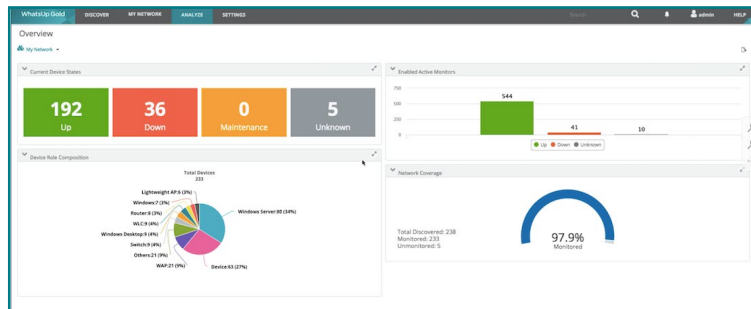 WhatsUp Gold DISCOVER MY NETWORK ANALYZE SETTINGS Search admin HELP
Overview
My Network
Current Device States
192
Up
36
Down
0
Maintenance
5
Unknown
Device Role Composition
Total Devices
233
Lightweight AP:6 (3%)
Windows:7 (3%)
Router:8 (3%)
WLC:9 (4%)
Windows Desktop:9 (4%)
Switch:9 (4%)
Others:21 (9%)
WAP:21 (9%)
Windows Server:80 (34%)
Device:63 (27%)
Enabled Active Monitors
750
500
250
0
544
41
10
Up Down Unknown
Network Coverage
Total Discovered: 238
Monitored: 233
Unmonitored: 5
97.9%
Monitored